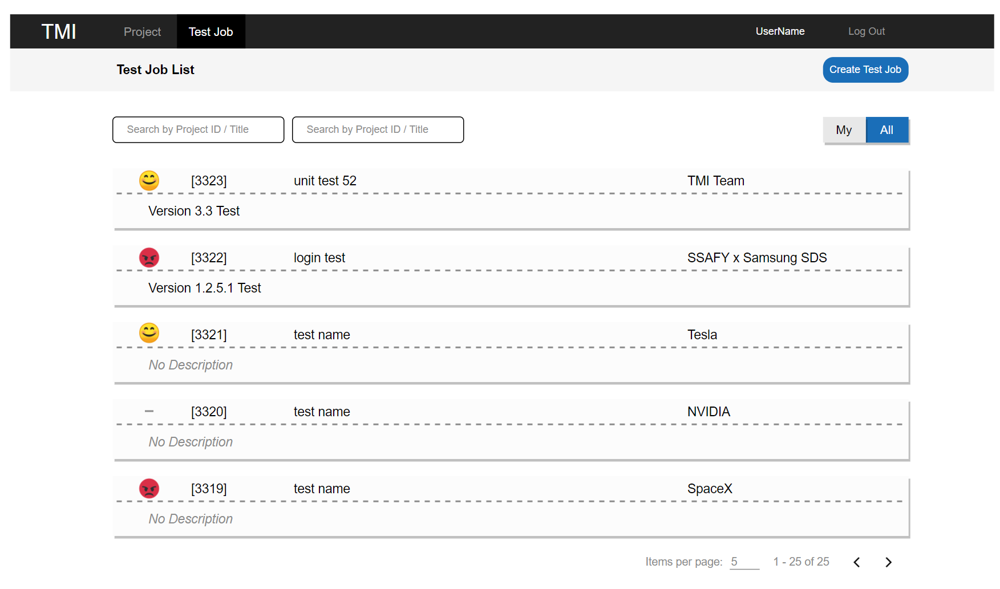 TMI Project Test Job UserName Log Out
Test Job List Create Test Job
Search by Project ID / Title Search by Project ID / Title My All
[3323] unit test 52 TMI Team
Version 3.3 Test
[3322] login test SSAFY x Samsung SDS
Version 1.2.5.1 Test
[3321] test name Tesla
No Description
[3320] test name NVIDIA
No Description
[3319] test name SpaceX
No Description
Items per page: 5 1 - 25 of 25